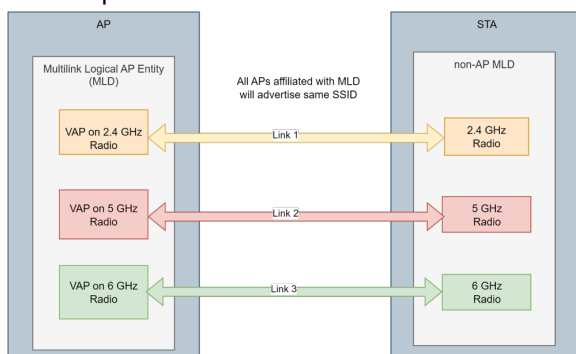 AP
STA
Multilink Logical AP Entity
(MLD)
non-AP MLD
All APs affiliated with MLD
will advertise same SSID
VAP on 2.4 GHz
Radio
Link 1
2.4 GHz
Radio
VAP on 5 GHz
Radio
Link 2
5 GHz
Radio
VAP on 6 GHz
Radio
Link 3
6 GHz
Radio